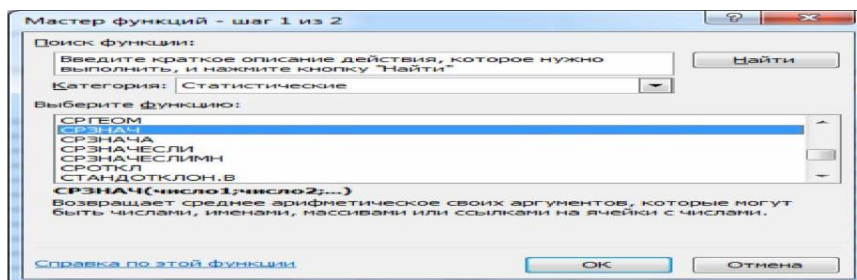 Мастер функций - шаг 1 из 2
Поиск функции:
Введите краткое описание действия, которое нужно
выполнить, и нажмите кнопку "Найти"
Найти
Категория: Статистические
Выберите функцию:
СРГЕОМ
СРЗНАЧ
СРЗНАЧА
СРЗНАЧЕСЛИ
СРЗНАЧЕСЛИМН
СРОТКЛ
СТАНДОТКЛОН.В
СРЗНАЧ(число1;число2;...)
Возвращает среднее арифметическое своих аргументов, которые могут
быть числами, именами, массивами или ссылками на ячейки с числами.
Справка по этой функции
ОК
Отмена